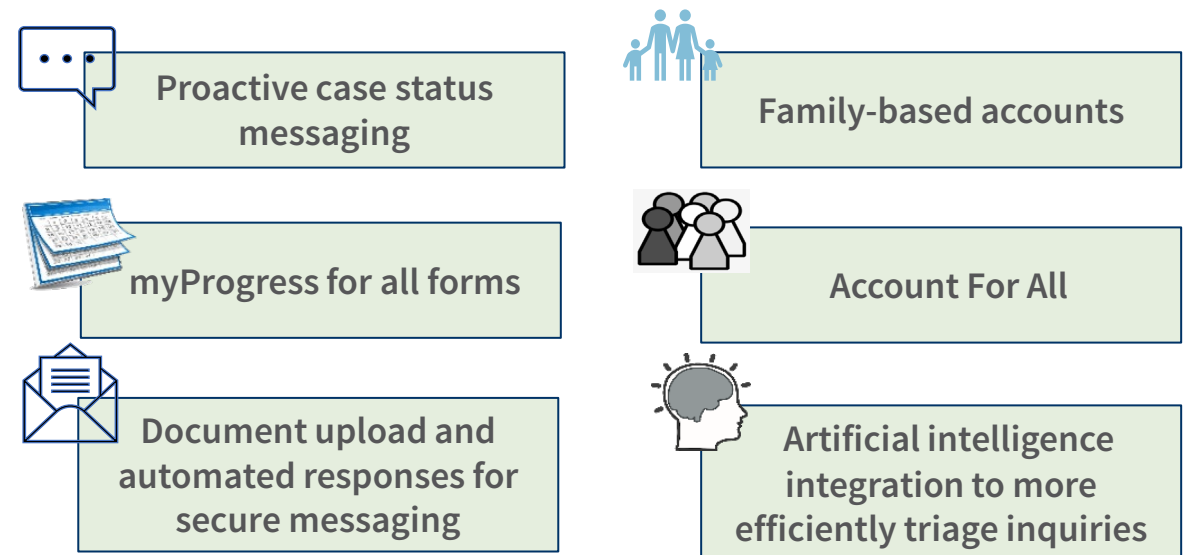 Proactive case status
messaging
Family-based accounts
myProgress for all forms
Account For All
Document upload and
automated responses for
secure messaging
Artificial intelligence
integration to more
efficiently triage inquiries